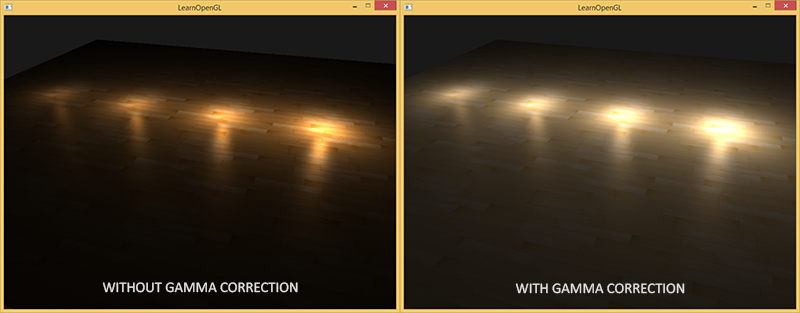 LearnOpenGL
LearnOpenGL
WITHOUT GAMMA CORRECTION
WITH GAMMA CORRECTION